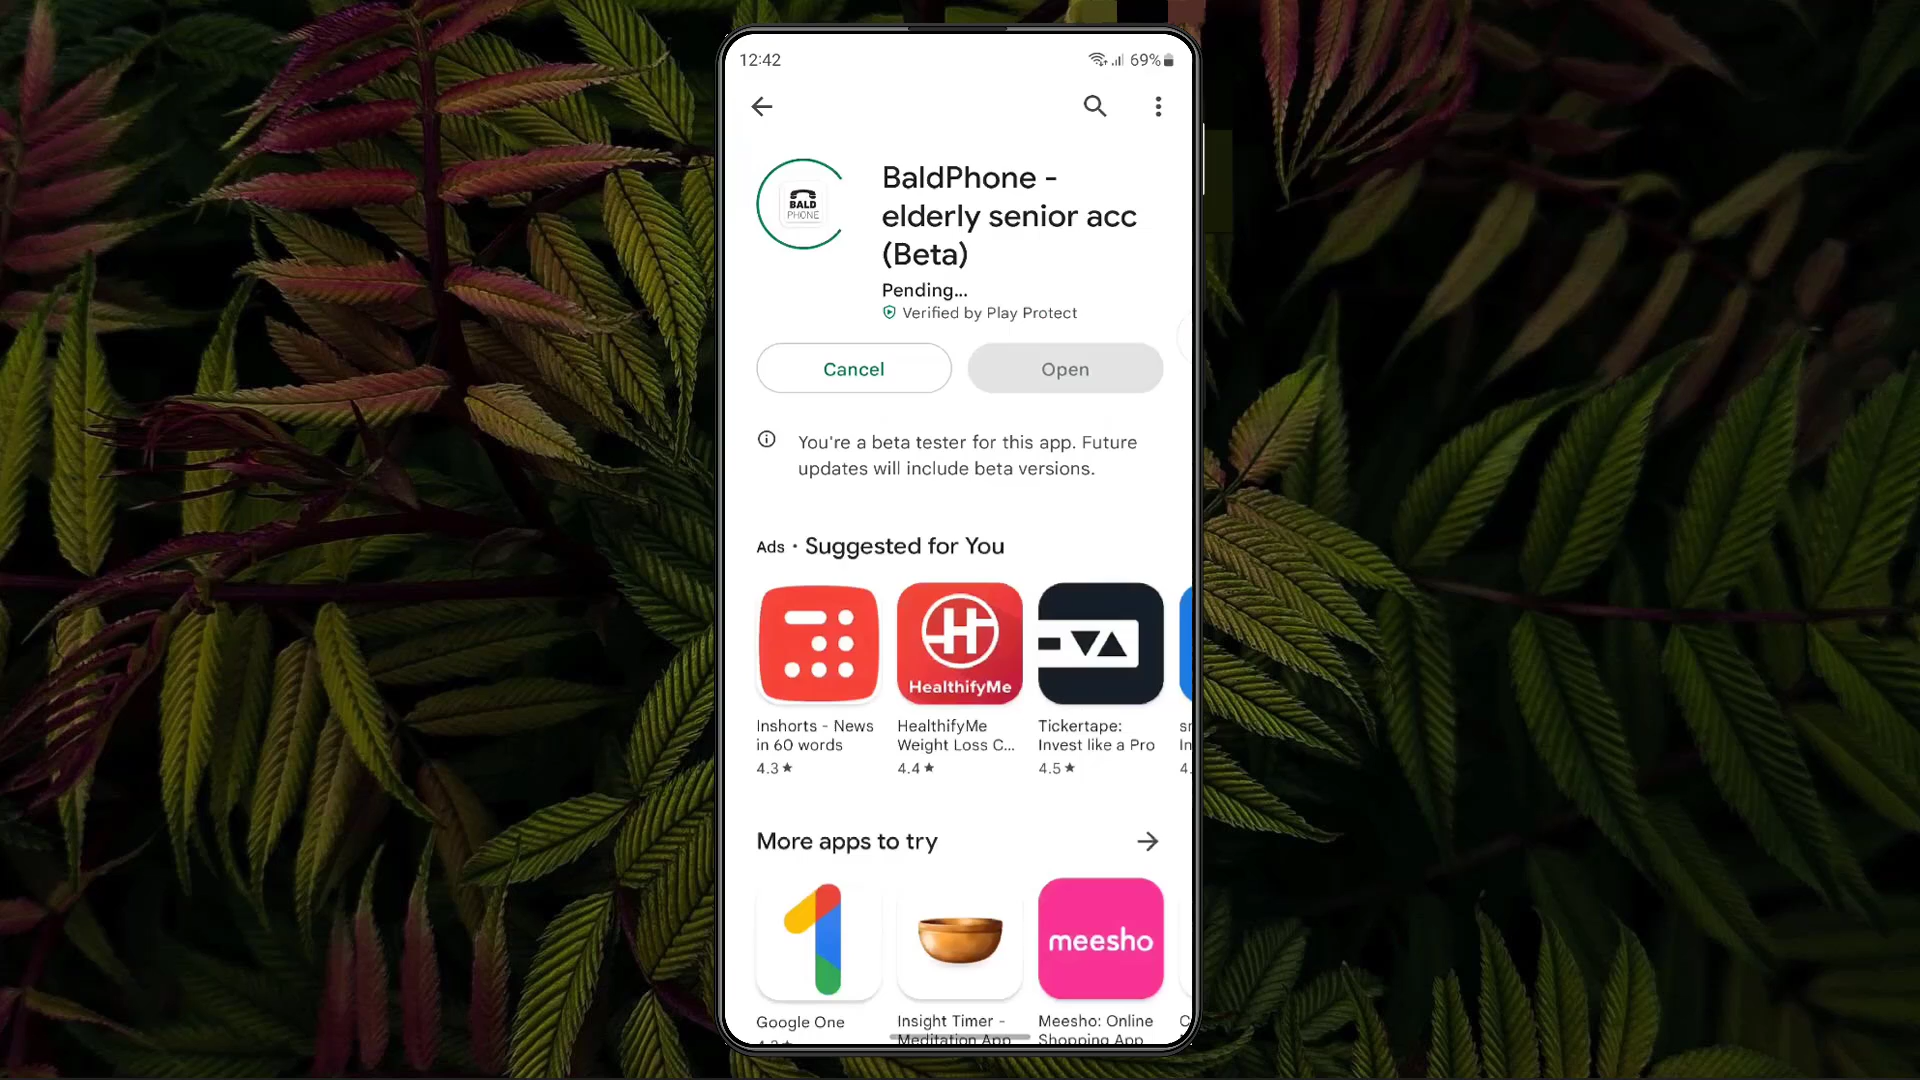 12:42
69%
BALD
PHONE
BaldPhone -
elderly senior acc
(Beta)
Pending...
Verified by Play Protect
Cancel
Open
You're a beta tester for this app. Future
updates will include beta versions.
Ads · Suggested for You
HealthifyMe
Inshorts - News
in 60 words
4.3★
HealthifyMe
Weight Loss C...
4.4★
Tickertape:
Invest like a Pro
4.5★
More apps to try
meesho
Google One
Insight Timer -
Meditation App
Meesho: Online
Shopping App